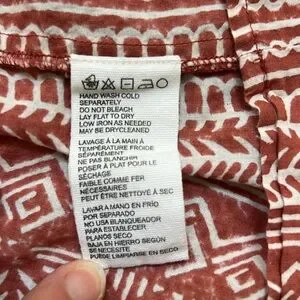 HAND WASH COLD
SEPARATELY
DO NOT BLEACH
LAY FLAT TO DRY
LOW IRON AS NEEDED
MAY BE DRYCLEANED
LAVAGE À LA MAIN À
TEMPÉRATURE FROIDE
SÉPARÉMENT
NE PAS BLANCHIR
POSER À PLAT POUR LE
SÉCHAGE
FAIBLE COMME FER
NÉCESSAIRES
PEUT ÊTRE NETTOYÉ À SEC
LAVAR A MANO EN FRÍO
POR SEPARADO
NO USA BLANQUEADOR
PARA ESTABLECER
PLANOS SECO
BAJA EN HIERRO SEGÚN
SE NECESITE
PUEDE LIMPIARSE EN SECO